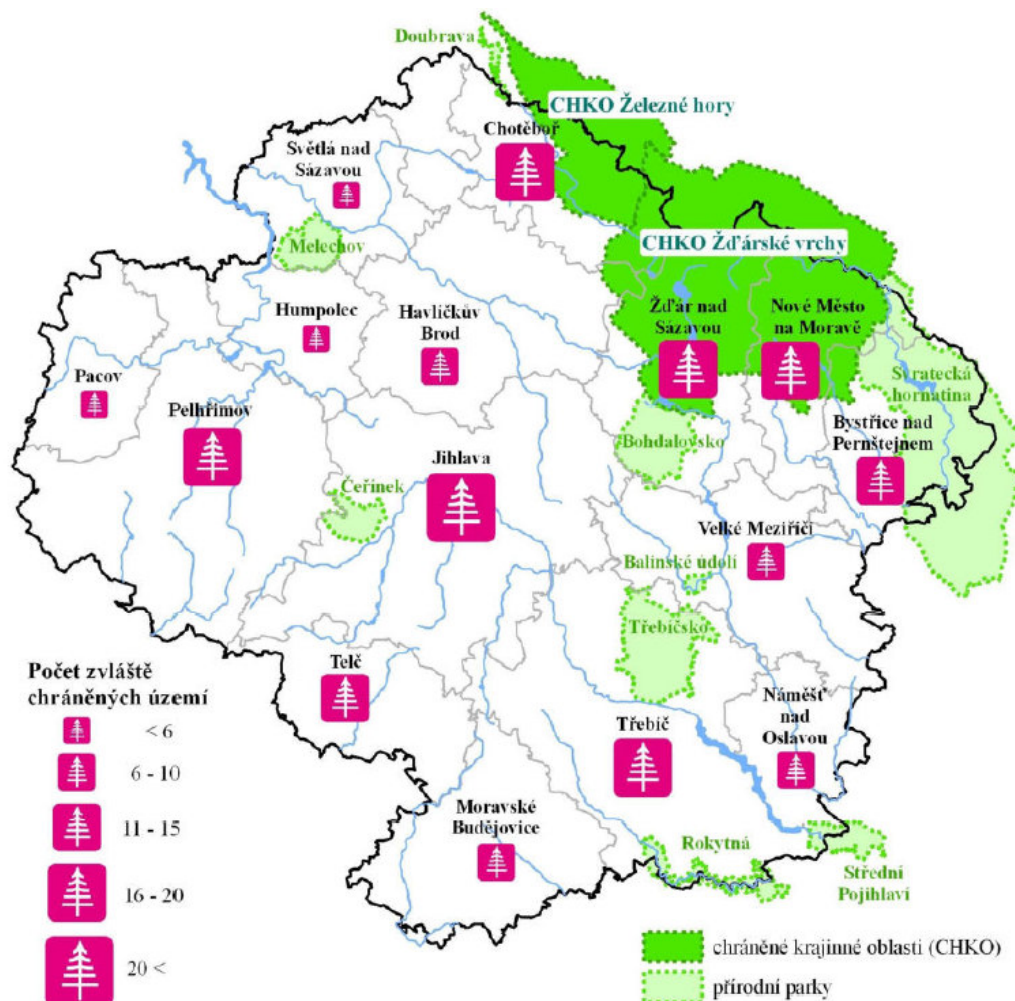 Doubrava
CHKO Železné hory
Chotěboř
Světlá nad
Sázavou
CHKO Žďárské vrchy
Melechov
Humpolec
Havlíčkův
Brod
Žďár nad
Sázavou
Nové Město
na Moravě
Pacov
Svratecká
hornatina
Pelhřimov
Bohdalovsko
Bystřice nad
Pernštejnem
Jihlava
Čeřínek
Velké Meziříčí
Balinské údolí
Třebíčsko
Telč
Počet zvláště
chráněných území
Náměšť
nad
Oslavou
Třebíč
< 6
6 - 10
11 - 15
16 - 20
20 <
Moravské
Budějovice
Rokytná
Střední
Pojihlaví
chráněné krajinné oblasti (CHKO)
přírodní parky